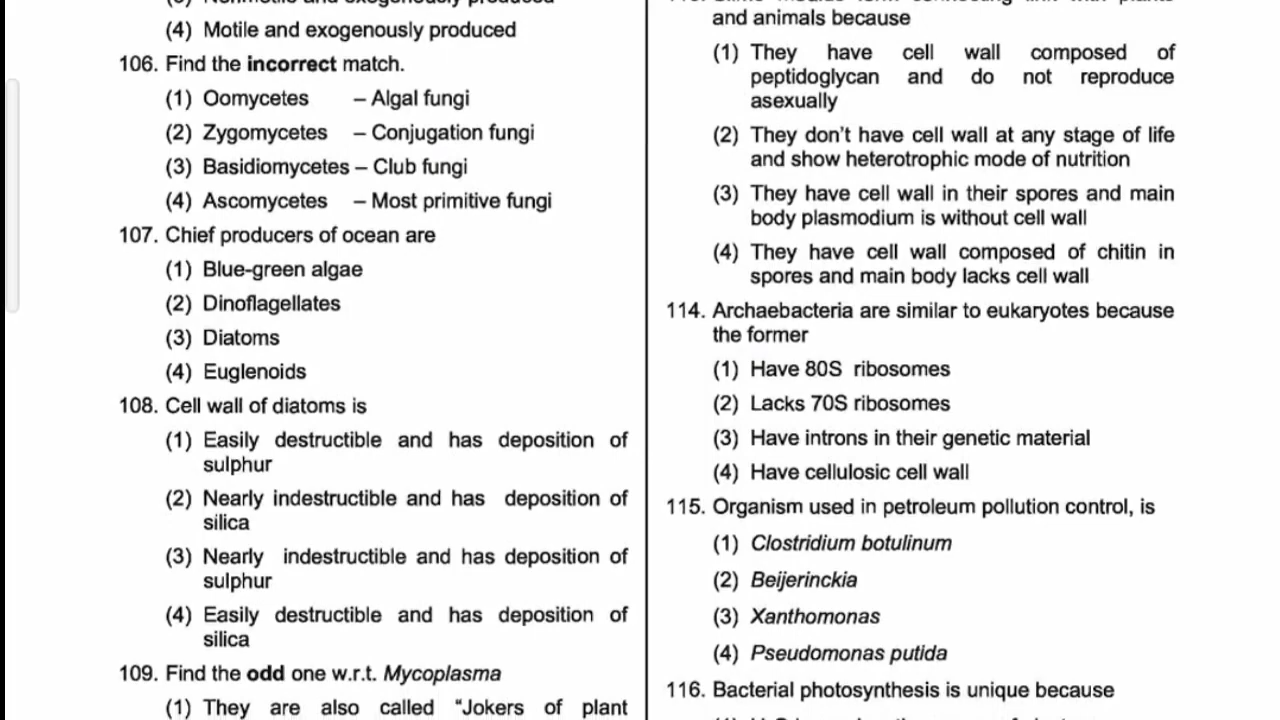 (4) Motile and exogenously produced
106. Find the incorrect match.
(1) Oomycetes – Algal fungi
(2) Zygomycetes – Conjugation fungi
(3) Basidiomycetes – Club fungi
(4) Ascomycetes – Most primitive fungi
107. Chief producers of ocean are
(1) Blue-green algae
(2) Dinoflagellates
(3) Diatoms
(4) Euglenoids
108. Cell wall of diatoms is
(1) Easily destructible and has deposition of
sulphur
(2) Nearly indestructible and has deposition of
silica
(3) Nearly indestructible and has deposition of
sulphur
(4) Easily destructible and has deposition of
silica
109. Find the odd one w.r.t. Mycoplasma
(1) They are also called "Jokers of plant
and animals because
(1) They have cell wall composed of
peptidoglycan and do not reproduce
asexually
(2) They don't have cell wall at any stage of life
and show heterotrophic mode of nutrition
(3) They have cell wall in their spores and main
body plasmodium is without cell wall
(4) They have cell wall composed of chitin in
spores and main body lacks cell wall
114. Archaebacteria are similar to eukaryotes because
the former
(1) Have 80S ribosomes
(2) Lacks 70S ribosomes
(3) Have introns in their genetic material
(4) Have cellulosic cell wall
115. Organism used in petroleum pollution control, is
(1) Clostridium botulinum
(2) Beijerinckia
(3) Xanthomonas
(4) Pseudomonas putida
116. Bacterial photosynthesis is unique because